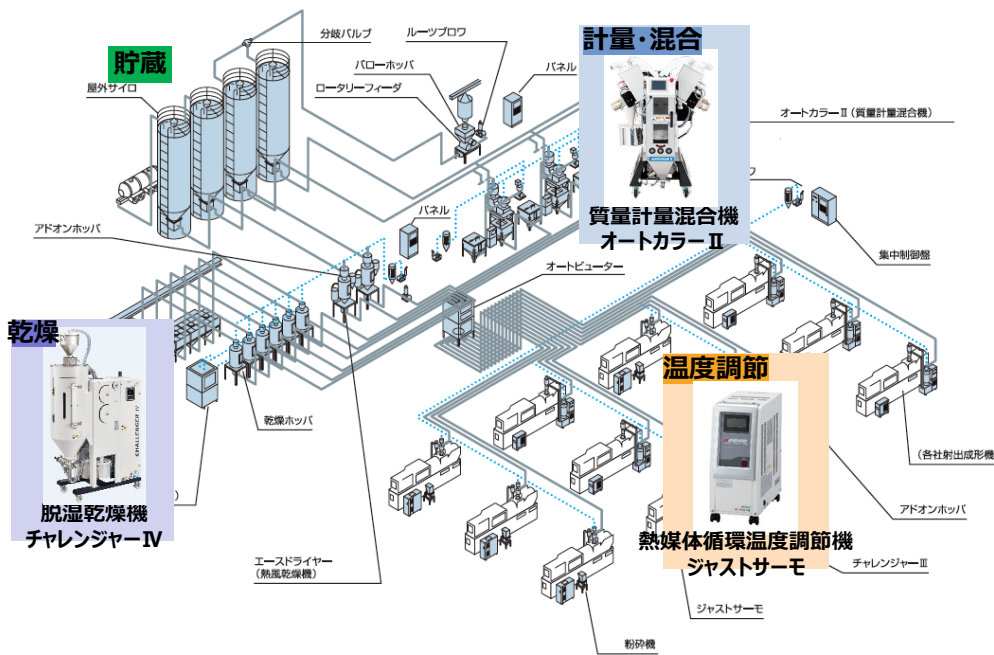 分岐バルブ
ルーツブロワ
計量・混合
貯蔵
バローホッパ
パネル
屋外サイロ
ロータリーフィーダ
オートカラーⅡ(質量計量混合機)
アドオンホッパ
パネル
質量計量混合機
オートカラーⅡ
集中制御盤
オートビューター
乾燥
温度調節
CHALLENGER IV
乾燥ホッパ
(各社射出成形機
脱湿乾燥機
チャレンジャーⅣ
アドオンホッパ
熱媒体循環温度調節機
ジャストサーモ
エースドライヤー
(熱風乾燥機)
チャレンジャーⅢ
ジャストサーモ
粉砕機